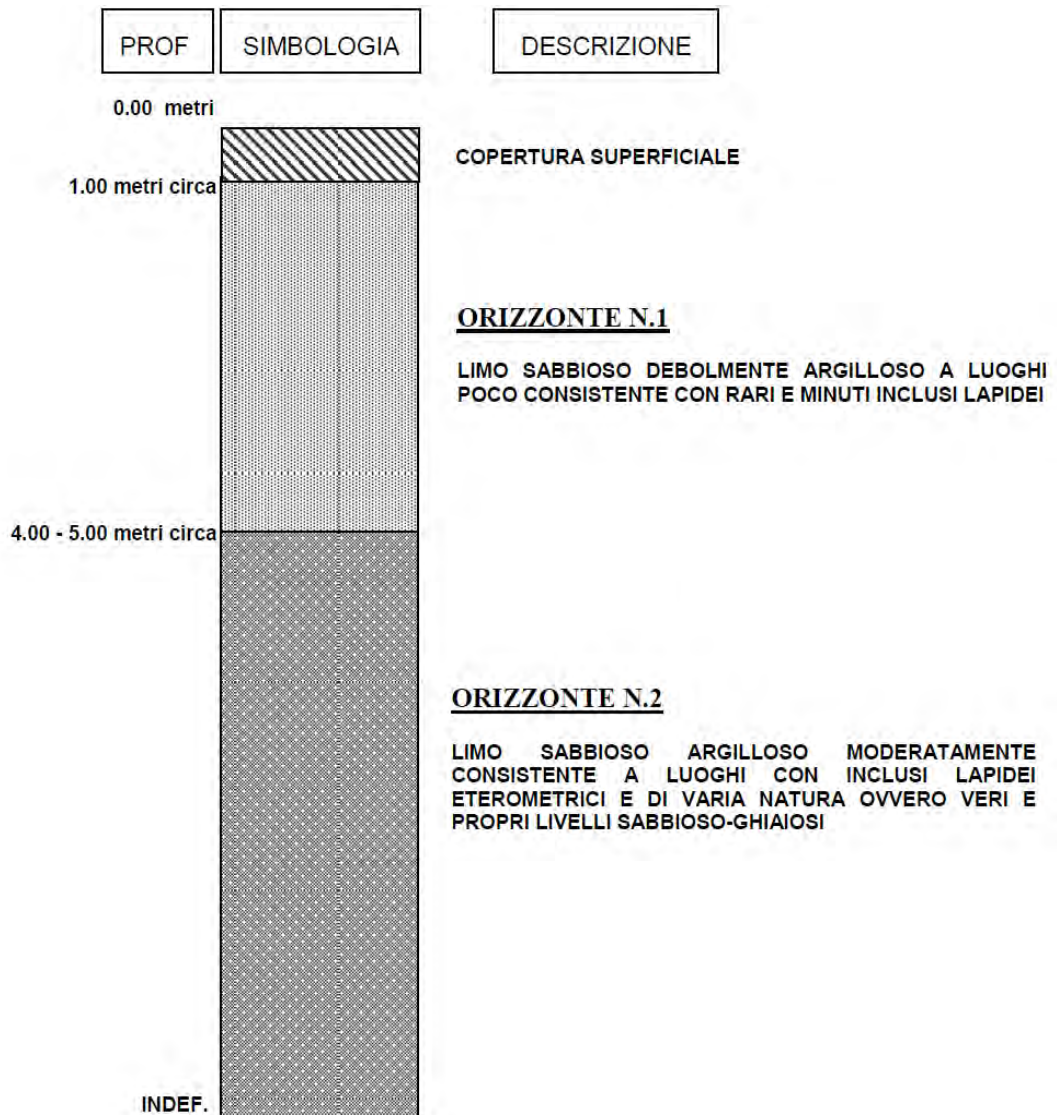 PROF SIMBOLOGIA DESCRIZIONE
0.00 metri
COPERTURA SUPERFICIALE
1.00 metri circa
ORIZZONTE N.1
LIMO SABBIOSO DEBOLMENTE ARGILLOSO A LUOGHI
POCO CONSISTENTE CON RARI E MINUTI INCLUSI LAPIDEI
4.00 - 5.00 metri circa
ORIZZONTE N.2
LIMO SABBIOSO ARGILLOSO MODERATAMENTE
CONSISTENTE A LUOGHI CON INCLUSI LAPIDEI
ETEROMETRICI E DI VARIA NATURA OVVERO VERI E
PROPRI LIVELLI SABBIOSO-GHIAIOSI
INDEF.